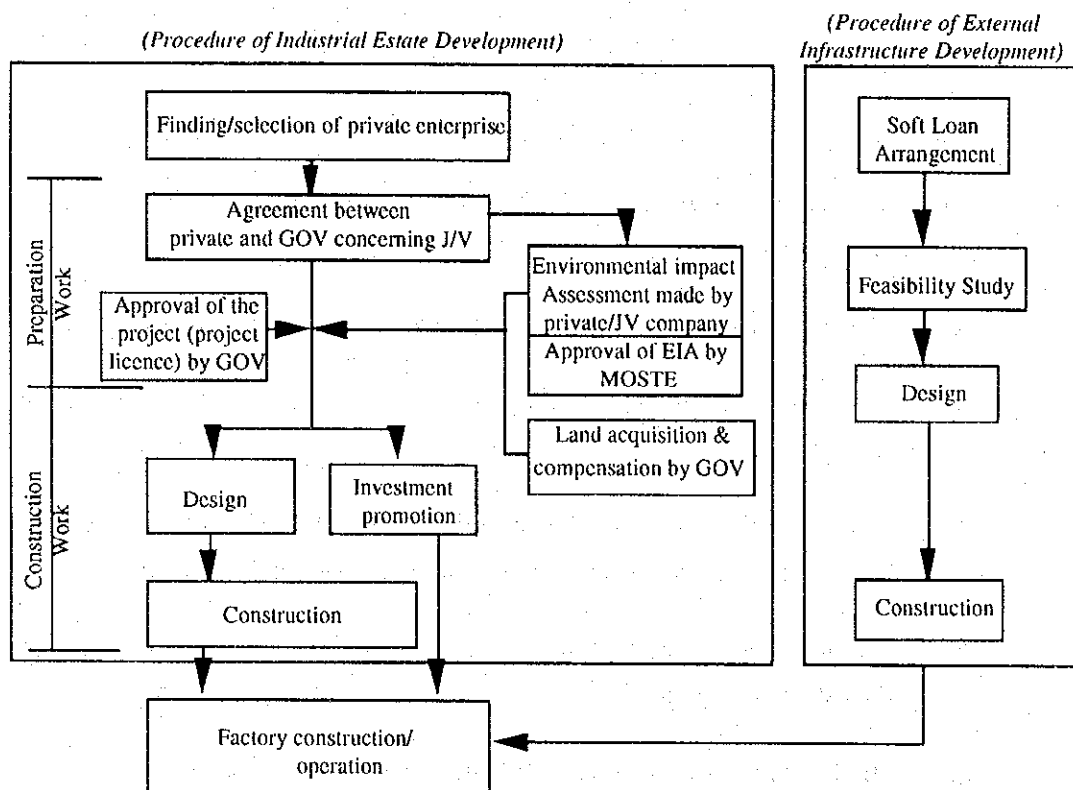 (Procedure of Industrial Estate Development)
(Procedure of External
Infrastructure Development)
Finding/selection of private enterprise
Agreement between
private and GOV concerning J/V
Environmental impact
Assessment made by
private/JV company
Approval of EIA by
MOSTE
Approval of the
project (project
licence) by GOV
Land acquisition &
compensation by GOV
Preparation
Work
Design
Investment
promotion
Construction
Construction
Work
Factory construction/
operation
Soft Loan
Arrangement
Feasibility Study
Design
Construction